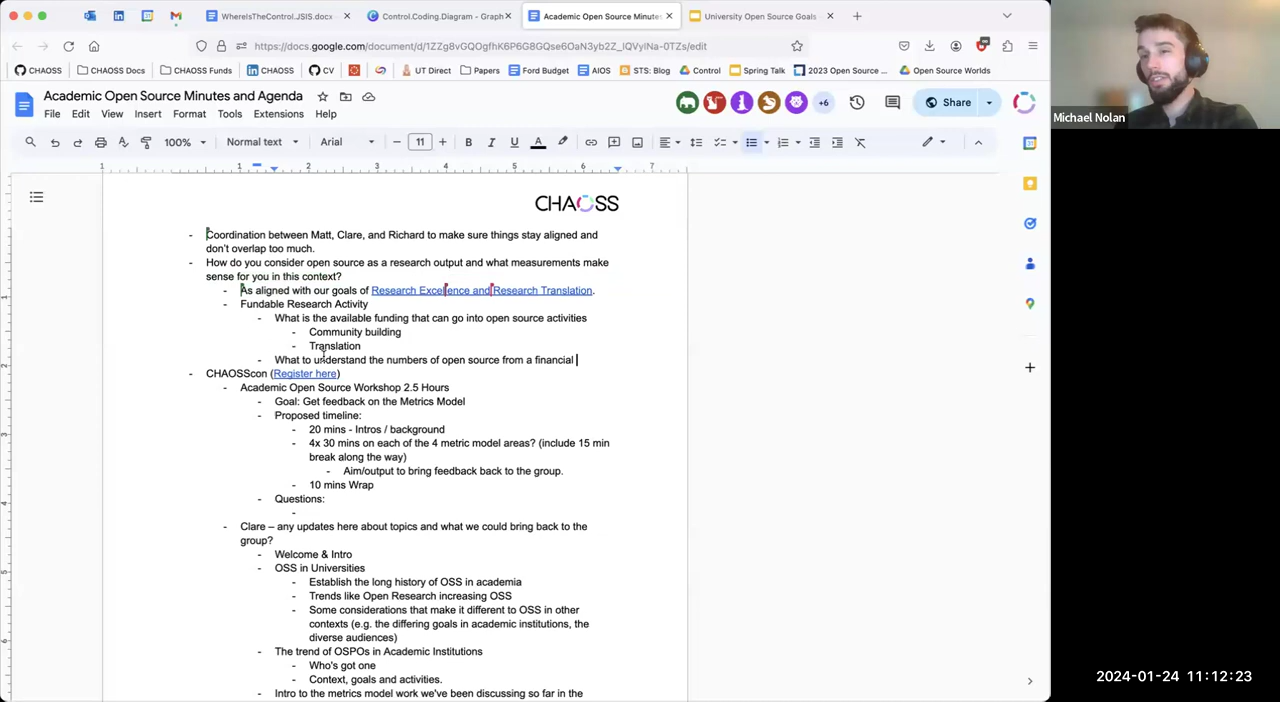 WhereIsTheControl.JSIS.docx
Control.Coding.Diagram - Graph
Academic Open Source Minutes
University Open Source Goals -
https://docs.google.com/document/d/1ZZg8vGQOgfhK6P6G8GQse6OaN3yb2Z_lQVylNa-0TZs/edit
CHAOSS
CHAOSS Docs
CHAOSS Funds
CHAOSS
CV
UT Direct
Papers
Ford Budget
AIOS
STS: Blog
Control
Spring Talk
2023 Open Source ...
Open Source Worlds
Academic Open Source Minutes and Agenda
File Edit View Insert Format Tools Extensions Help
+6
Share
100%
Normal text
Arial
11
1 1 2 3 4 5 6 7
CHAOSS
- Coordination between Matt, Clare, and Richard to make sure things stay aligned and
don't overlap too much.
- How do you consider open source as a research output and what measurements make
sense for you in this context?
- As aligned with our goals of Research Excellence and Research Translation.
- Fundable Research Activity
- What is the available funding that can go into open source activities
- Community building
- Translation
- What to understand the numbers of open source from a financial
- CHAOSScon (Register here)
- Academic Open Source Workshop 2.5 Hours
- Goal: Get feedback on the Metrics Model
- Proposed timeline:
- 20 mins - Intros / background
- 4x 30 mins on each of the 4 metric model areas? (include 15 min
break along the way)
- Aim/output to bring feedback back to the group.
- 10 mins Wrap
- Questions:
-
- Clare – any updates here about topics and what we could bring back to the
group?
- Welcome & Intro
- OSS in Universities
- Establish the long history of OSS in academia
- Trends like Open Research increasing OSS
- Some considerations that make it different to OSS in other
contexts (e.g. the differing goals in academic institutions, the
diverse audiences)
- The trend of OSPOs in Academic Institutions
- Who's got one
- Context, goals and activities.
- Intro to the metrics model work we've been discussing so far in the
Michael Nolan
2024-01-24 11:12:23